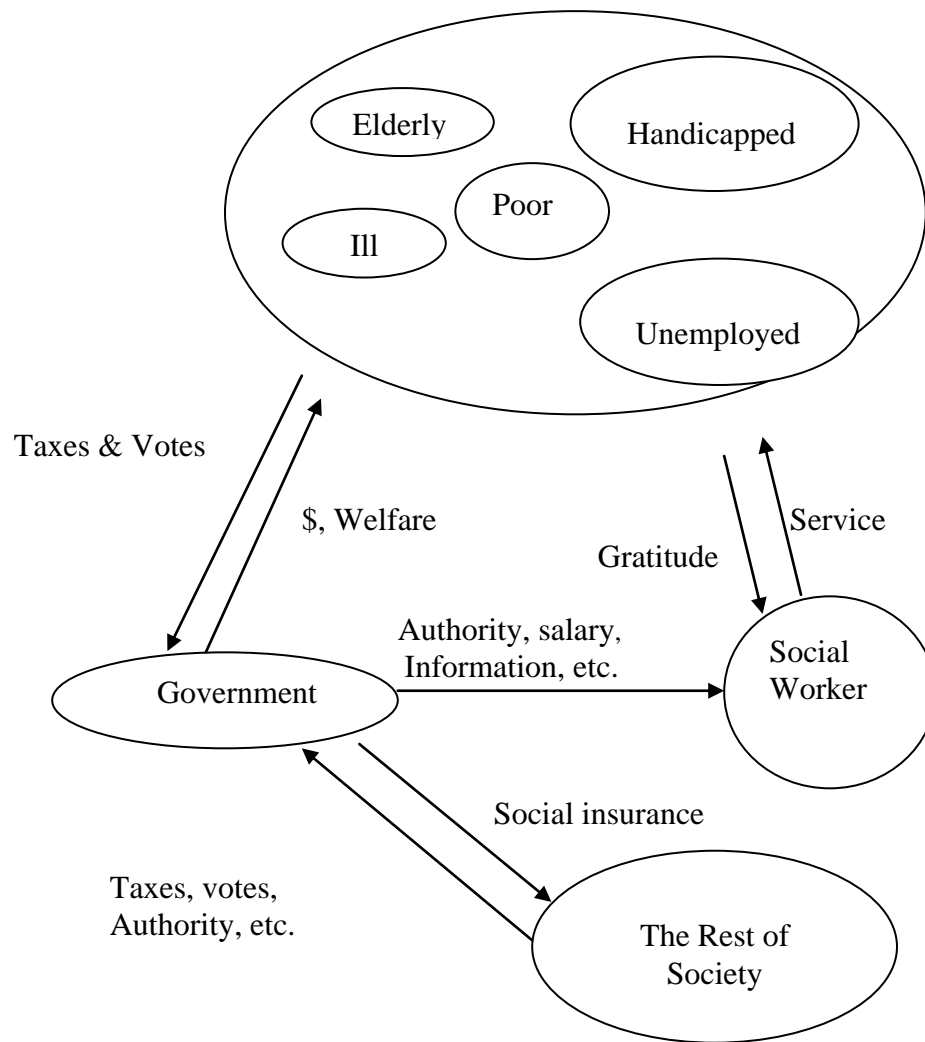 Elderly
Handicapped
Poor
Ill
Unemployed
Taxes & Votes
$, Welfare
Service
Gratitude
Authority, salary,
Information, etc.
Social
Worker
Government
Social insurance
Taxes, votes,
Authority, etc.
The Rest of
Society